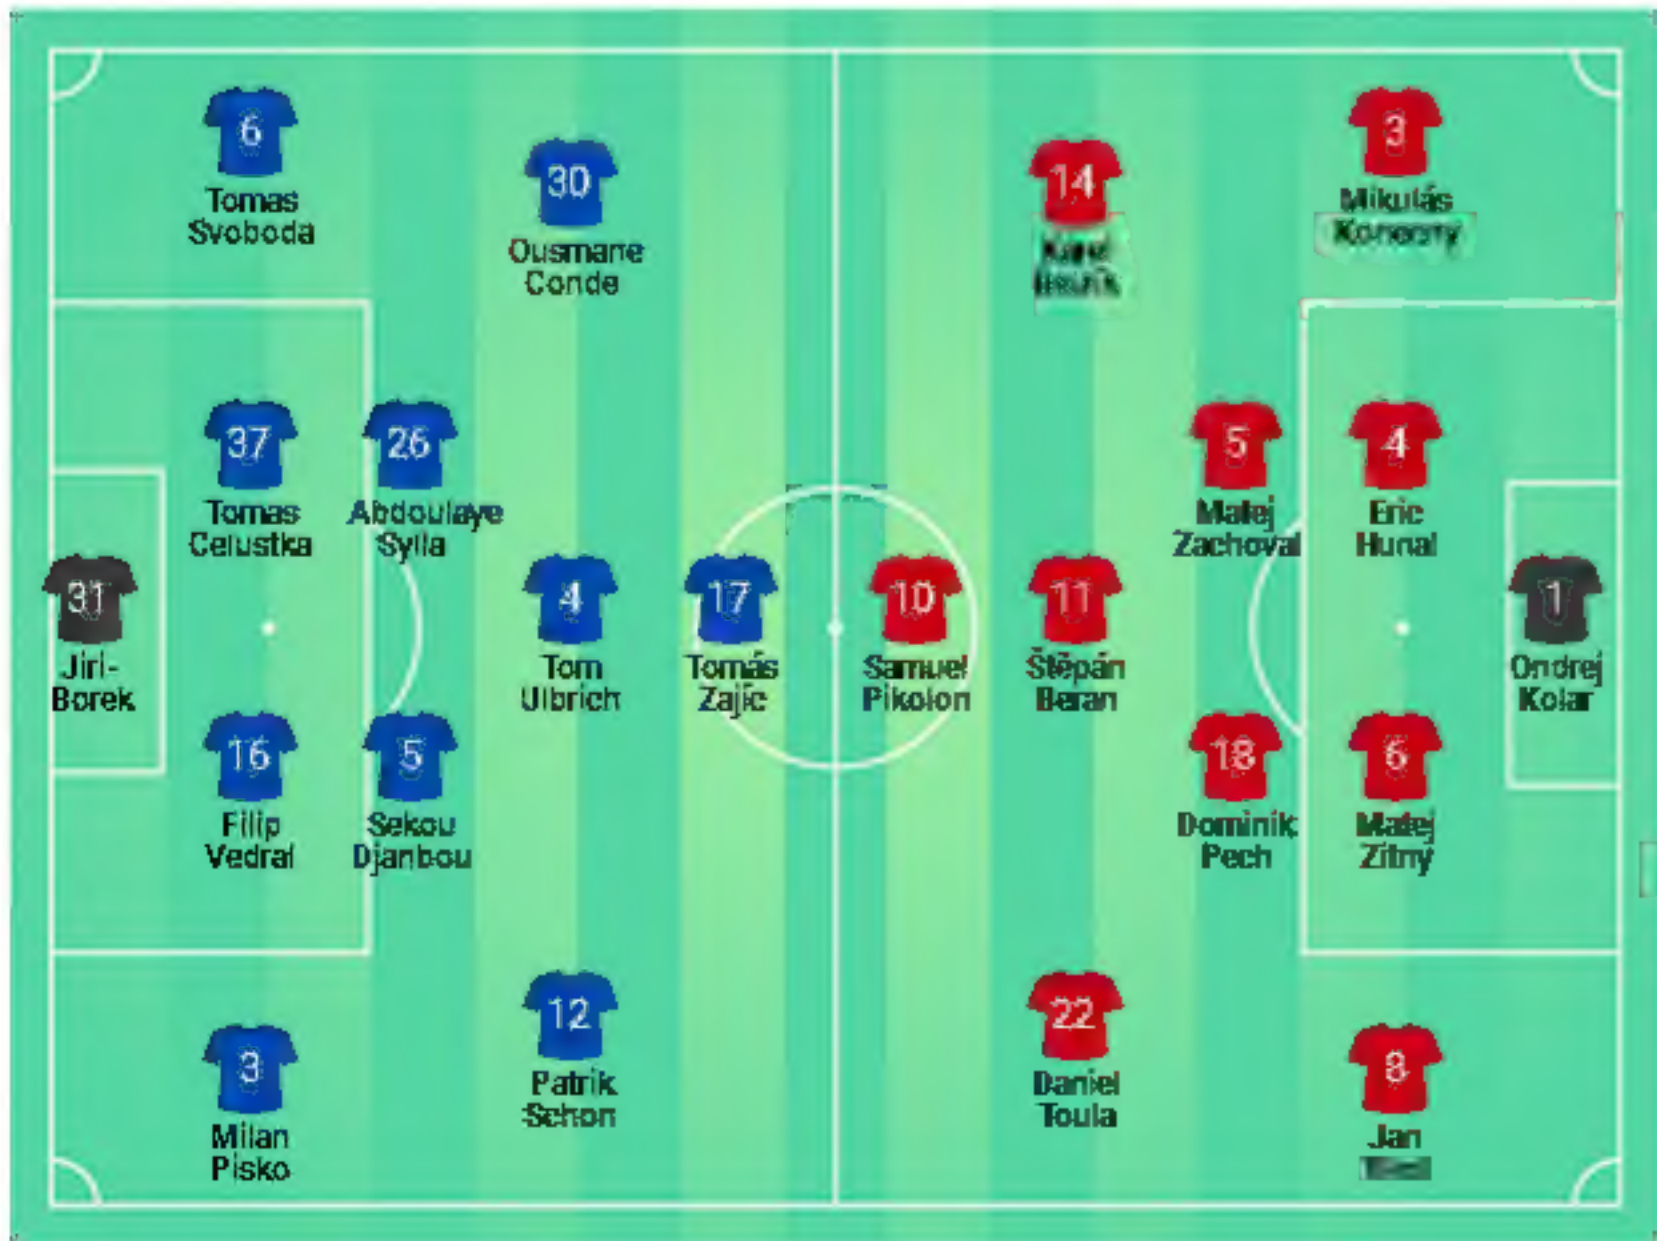 6
Tomas
Svoboda
30
Ousmane
Conde
14
3
Mikulás
Konecny
37
Tomas
Celustka
26
Abdoulaye
Sylla
5
Matej
Zachoval
4
Eric
Hunal
31
Jiri-
Borek
4
Tom
Ulbrich
17
Tomás
Zajíc
10
Samuel
Pikolon
11
Štěpán
Beran
1
Ondrej
Kolar
16
Filip
Vedral
5
Sekou
Djanbou
18
Dominik
Pech
6
Matej
Zitny
3
Milan
Pisko
12
Patrik
Schon
22
Daniel
Toula
8
Jan